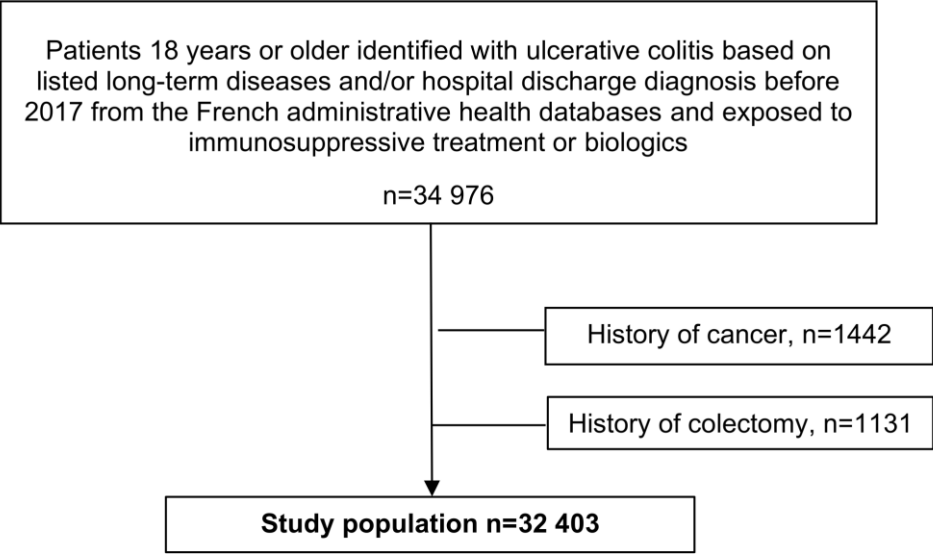 Patients 18 years or older identified with ulcerative colitis based on
listed long-term diseases and/or hospital discharge diagnosis before
2017 from the French administrative health databases and exposed to
immunosuppressive treatment or biologics
n=34 976
History of cancer, n=1442
History of colectomy, n=1131
Study population n=32 403